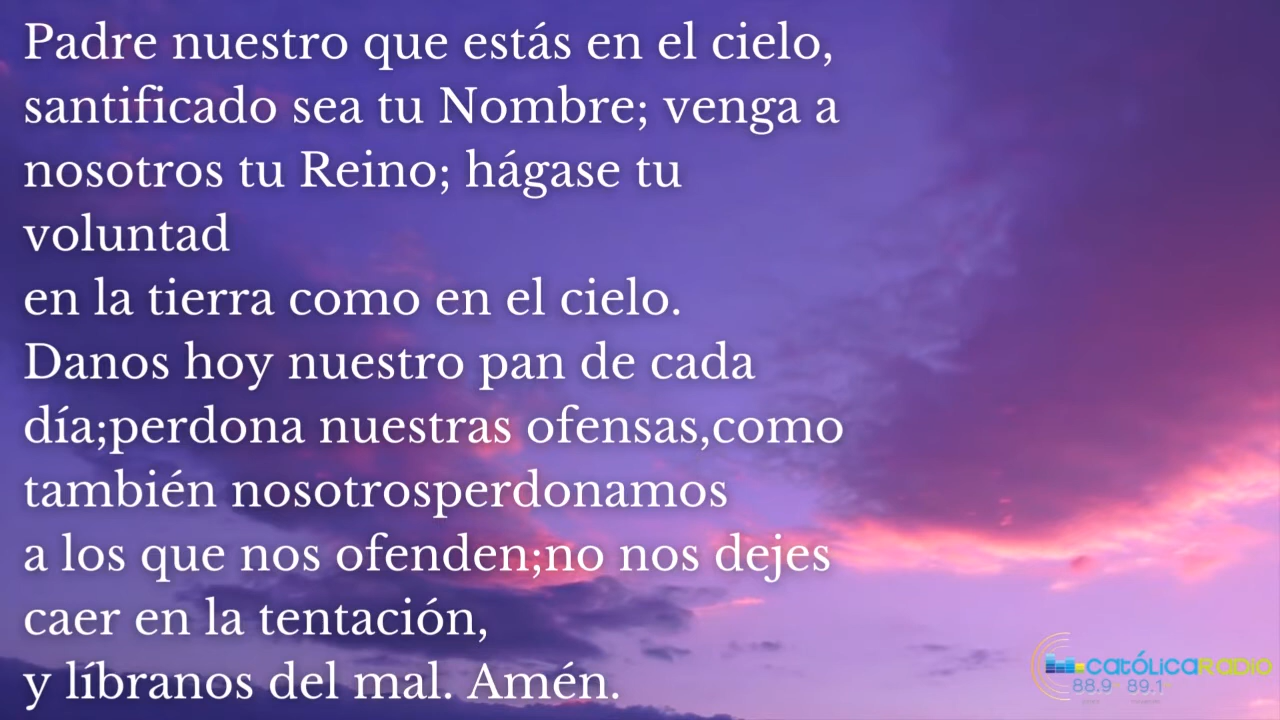 Padre nuestro que estás en el cielo,
santificado sea tu Nombre; venga a
nosotros tu Reino; hágase tu
voluntad
en la tierra como en el cielo.
Danos hoy nuestro pan de cada
día;perdona nuestras ofensas,como
también nosotrosperdonamos
a los que nos ofenden;no nos dejes
caer en la tentación,
y líbranos del mal. Amén.
CatólicaRadio
88.9 89.1